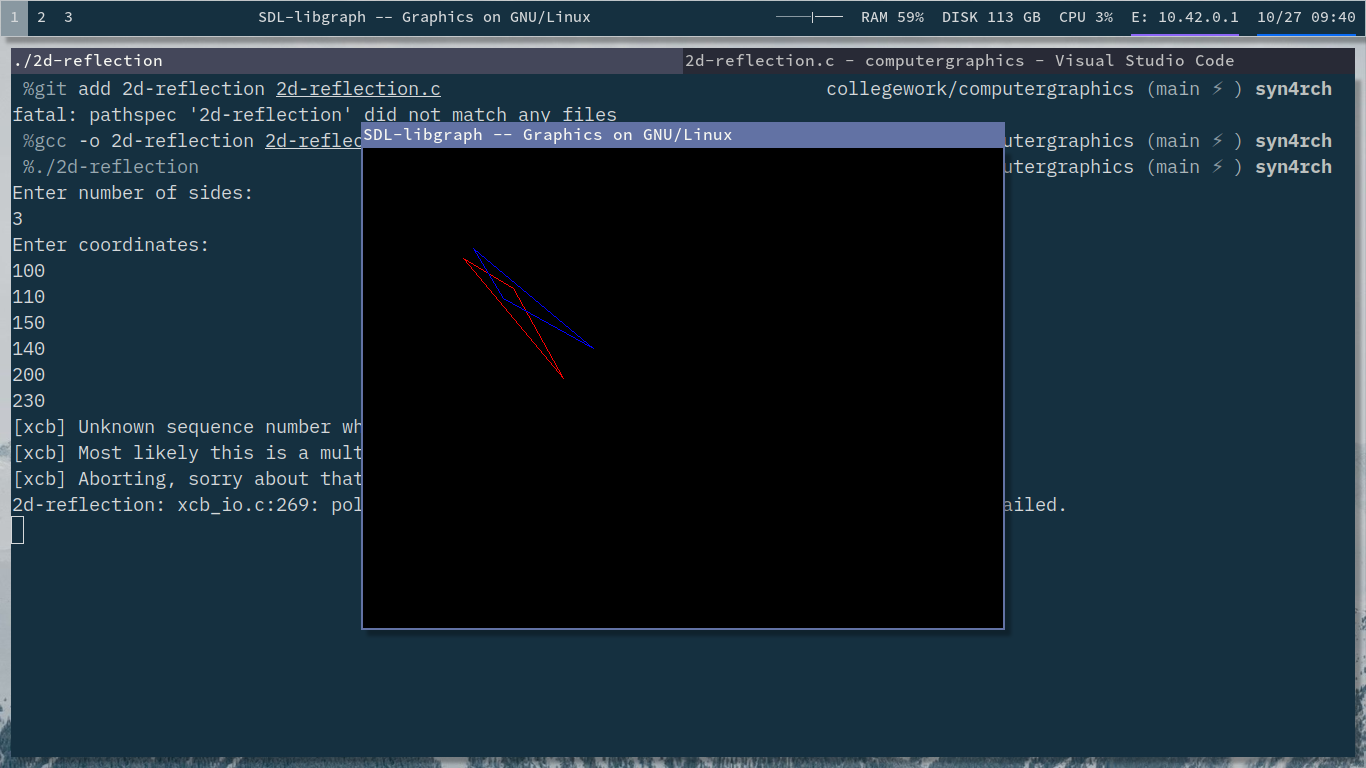 1 2 3 SDL-libgraph -- Graphics on GNU/Linux RAM 59% DISK 113 GB CPU 3% E: 10.42.0.1 10/27 09:40
./2d-reflection 2d-reflection.c - computergraphics - Visual Studio Code
%git add 2d-reflection 2d-reflection.c collegework/computergraphics (main ⚡ ) syn4rch
fatal: pathspec '2d-reflection' did not match any files
SDL-libgraph -- Graphics on GNU/Linux
%gcc -o 2d-reflection 2d-reflec utergraphics (main ⚡ ) syn4rch
%./2d-reflection utergraphics (main ⚡ ) syn4rch
Enter number of sides:
3
Enter coordinates:
100
110
150
140
200
230
[xcb] Unknown sequence number wh
[xcb] Most likely this is a mult
[xcb] Aborting, sorry about that
2d-reflection: xcb_io.c:269: pol ailed.